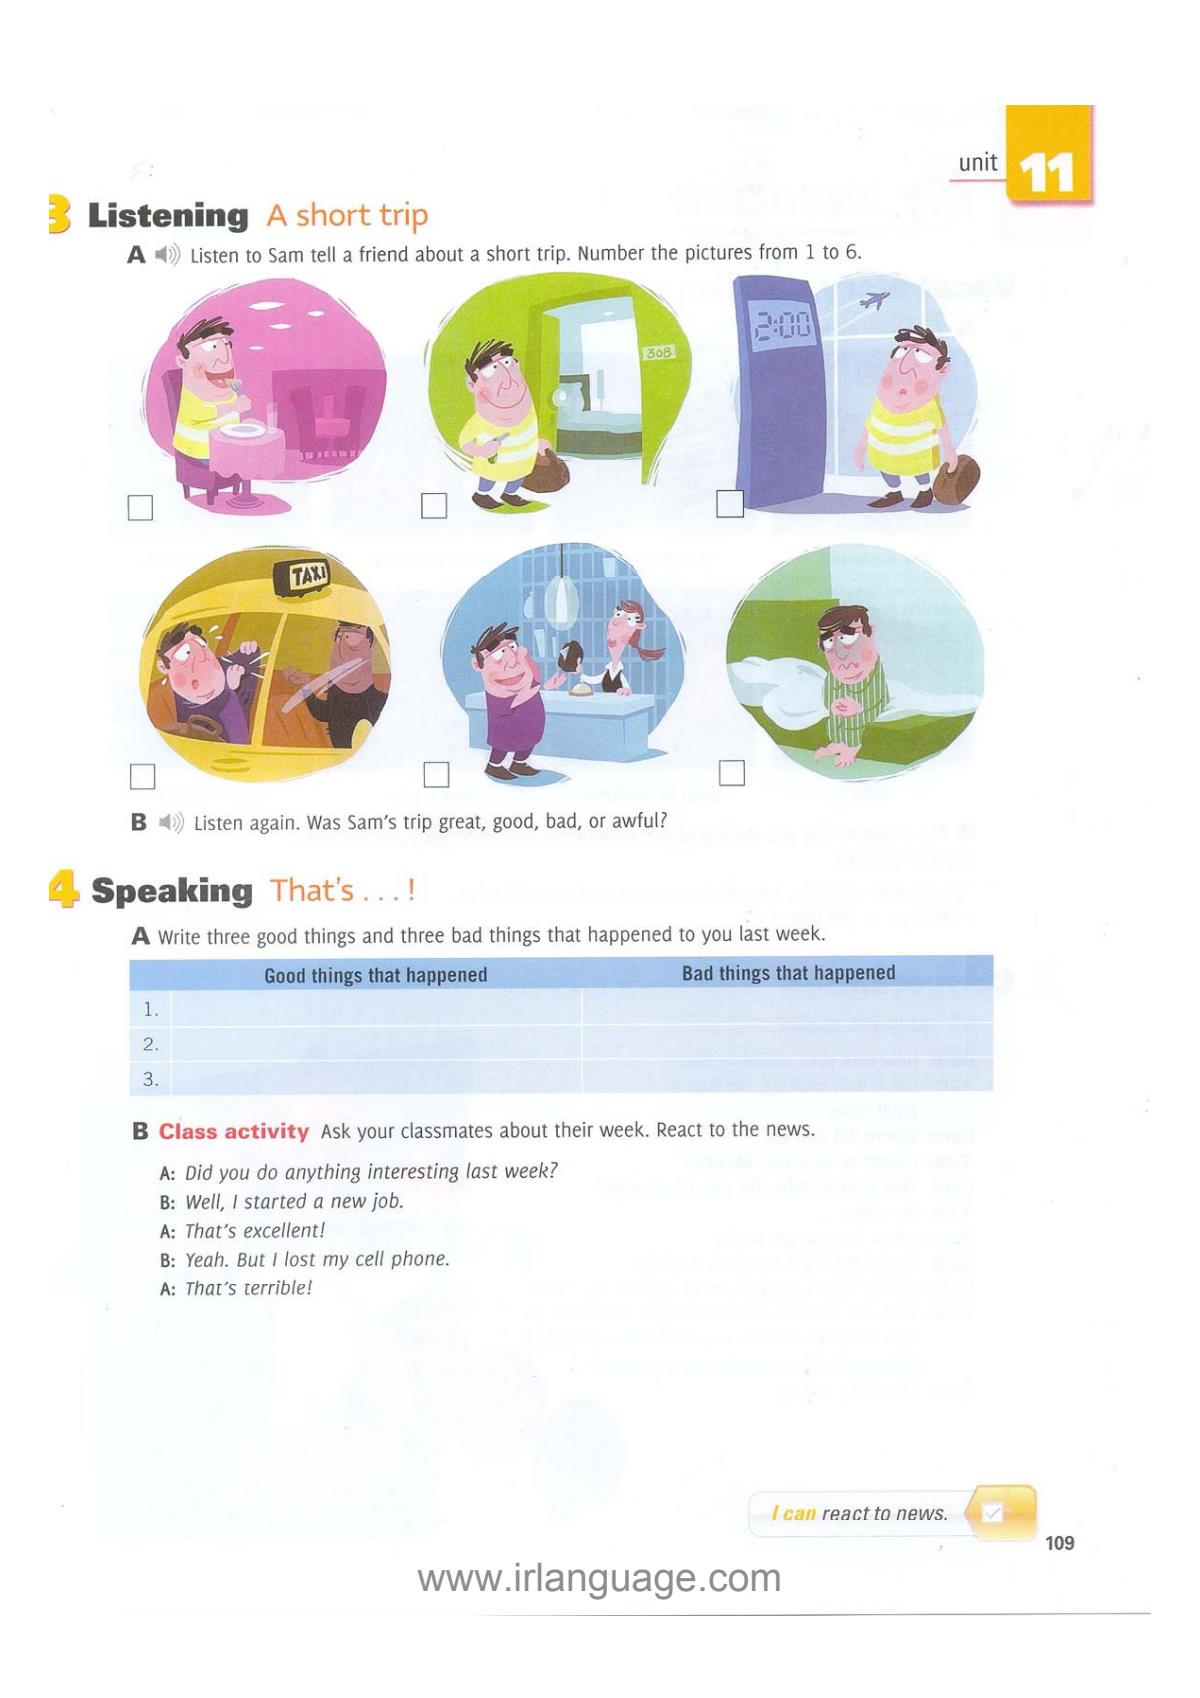 unit 11
3 Listening A short trip
A Listen to Sam tell a friend about a short trip. Number the pictures from 1 to 6.
308
2:00
TAXI
B Listen again. Was Sam's trip great, good, bad, or awful?
4 Speaking That's . . . !
A Write three good things and three bad things that happened to you last week.
Good things that happened Bad things that happened
1.
2.
3.
B Class activity Ask your classmates about their week. React to the news.
A: Did you do anything interesting last week?
B: Well, I started a new job.
A: That's excellent!
B: Yeah. But I lost my cell phone.
A: That's terrible!
I can react to news.
109
www.irlanguage.com